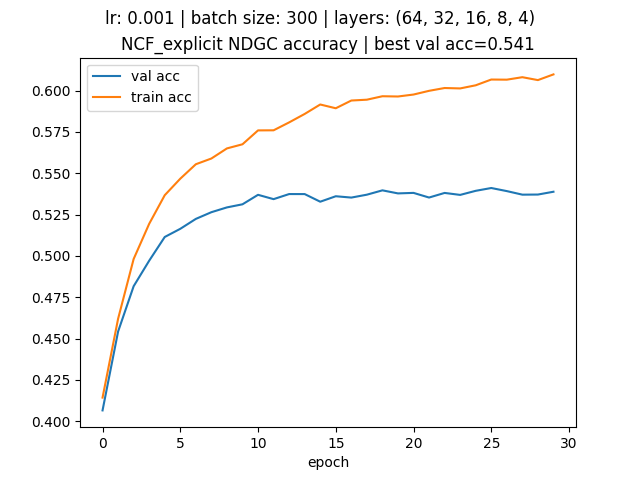 lr: 0.001 | batch size: 300 | layers: (64, 32, 16, 8, 4)
NCF_explicit NDGC accuracy | best val acc=0.541
val acc
train acc
0.600
0.575
0.550
0.525
0.500
0.475
0.450
0.425
0.400
0 5 10 15 20 25 30
epoch